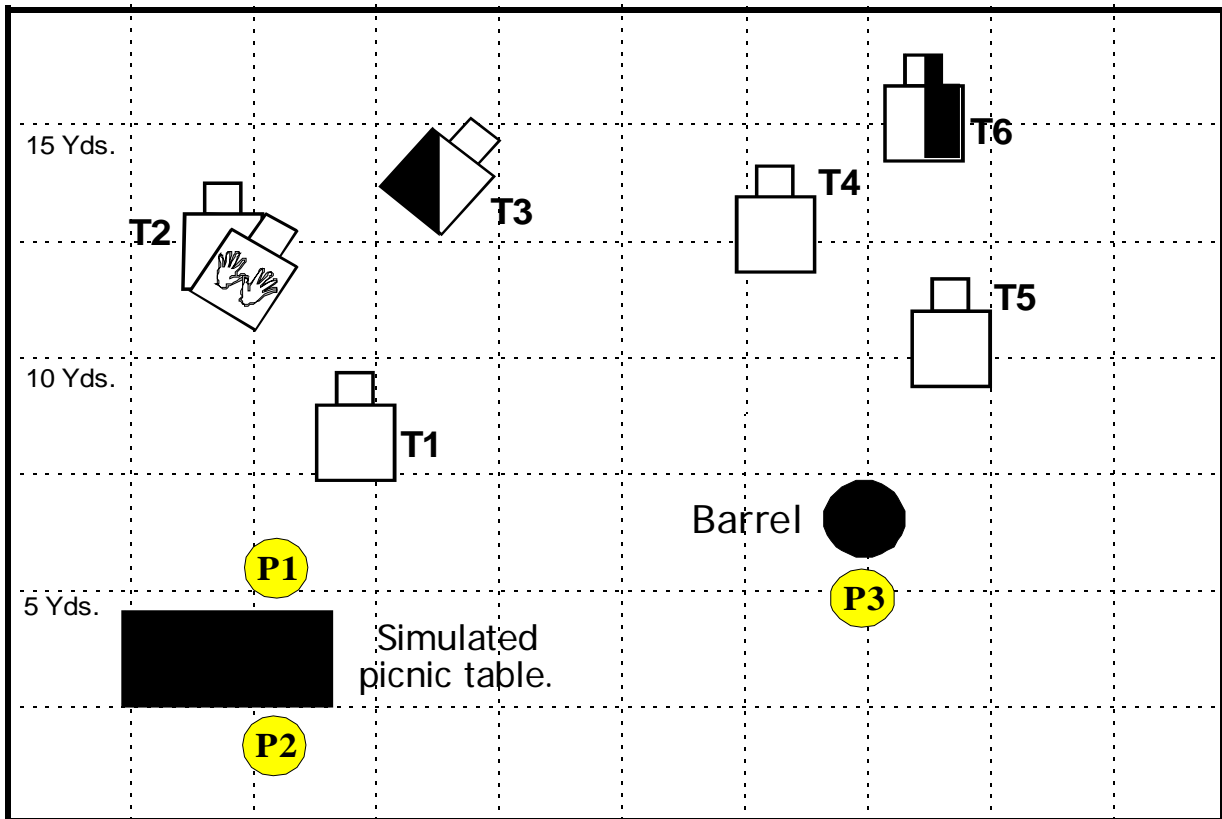 15 Yds.
T6
T4
T3
T2
T5
10 Yds.
T1
Barrel
P1
P3
5 Yds.
Simulated
picnic table.
P2